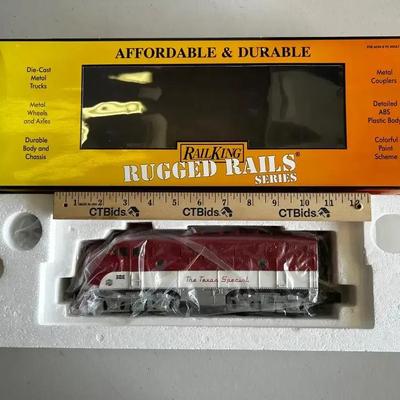 AFFORDABLE & DURABLE
Die-Cast
Metal
Trucks
Metal
Wheels
and Axles
Durable
Body and
Chassis
Metal
Couplers
Detailed
ABS
Plastic Body
Colorful
Paint
Scheme
RAILKING
RUGGED RAILS®
SERIES
1 2 3 4 5 6 7 8 9 10 11 12
CTBids CTBids CTBids
The Texas Special